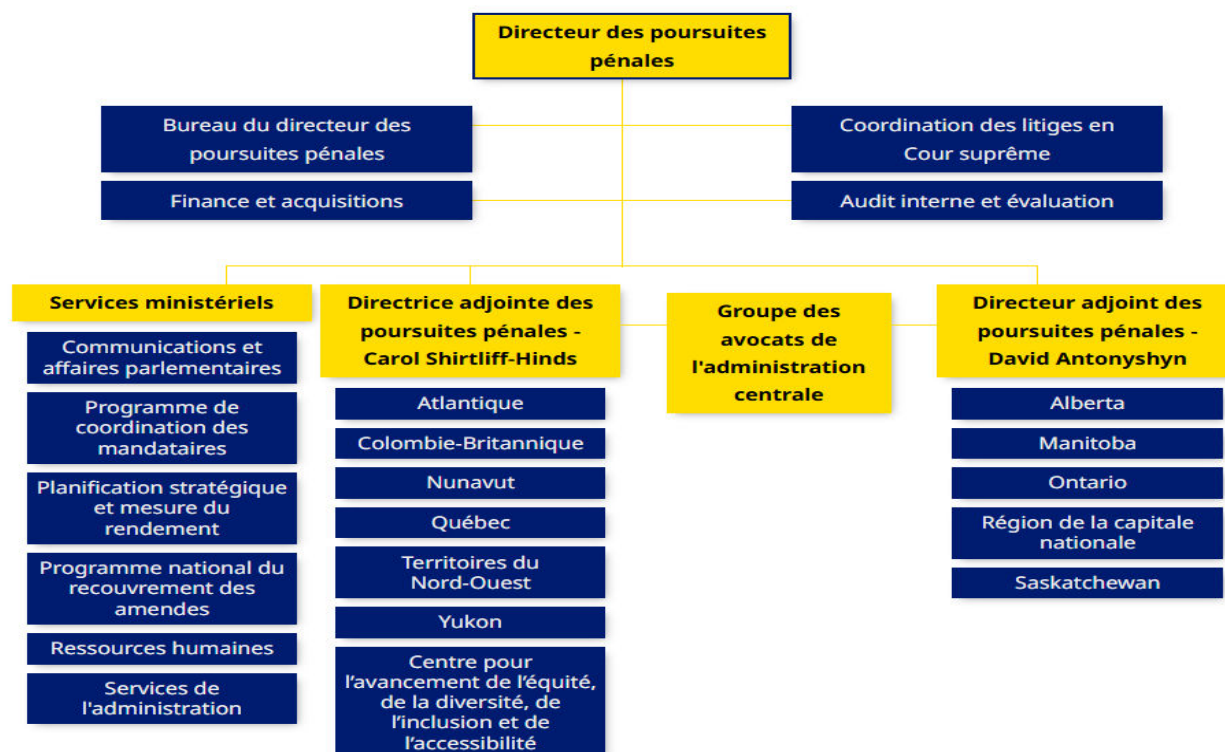 Directeur des poursuites
pénales
Bureau du directeur des
poursuites pénales
Coordination des litiges en
Cour suprême
Finance et acquisitions
Audit interne et évaluation
Services ministériels
Communications et
affaires parlementaires
Programme de
coordination des
mandataires
Planification stratégique
et mesure du
rendement
Programme national du
recouvrement des
amendes
Ressources humaines
Services de
l'administration
Directrice adjointe des
poursuites pénales -
Carol Shirtliff-Hinds
Atlantique
Colombie-Britannique
Nunavut
Québec
Territoires du
Nord-Ouest
Yukon
Centre pour
l’avancement de l’équité,
de la diversité, de
l’inclusion et de
l’accessibilité
Groupe des
avocats de
l'administration
centrale
Directeur adjoint des
poursuites pénales -
David Antonyshyn
Alberta
Manitoba
Ontario
Région de la capitale
nationale
Saskatchewan